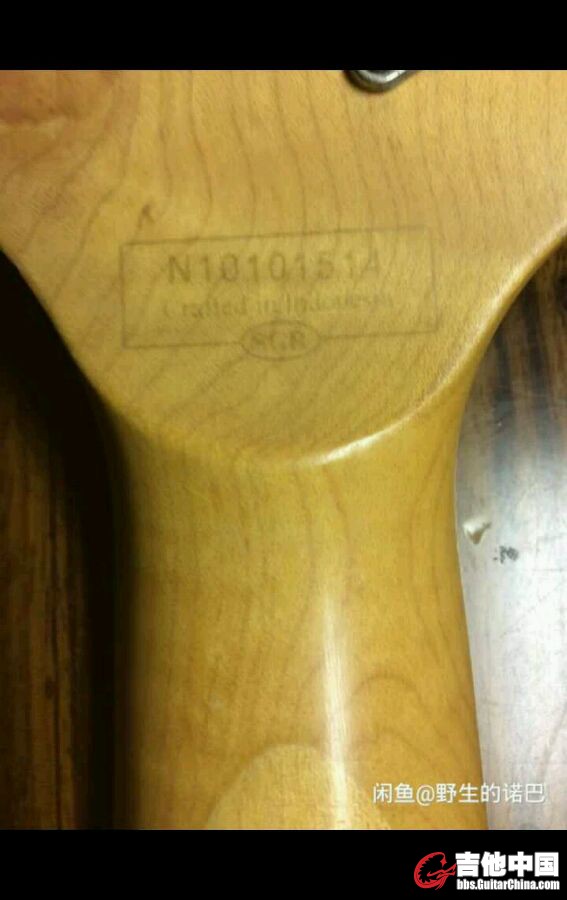 N10101514
Crafted in Indonesia
SGR
闲鱼@野生的诺巴
吉他中国
bbs.GuitarChina.com